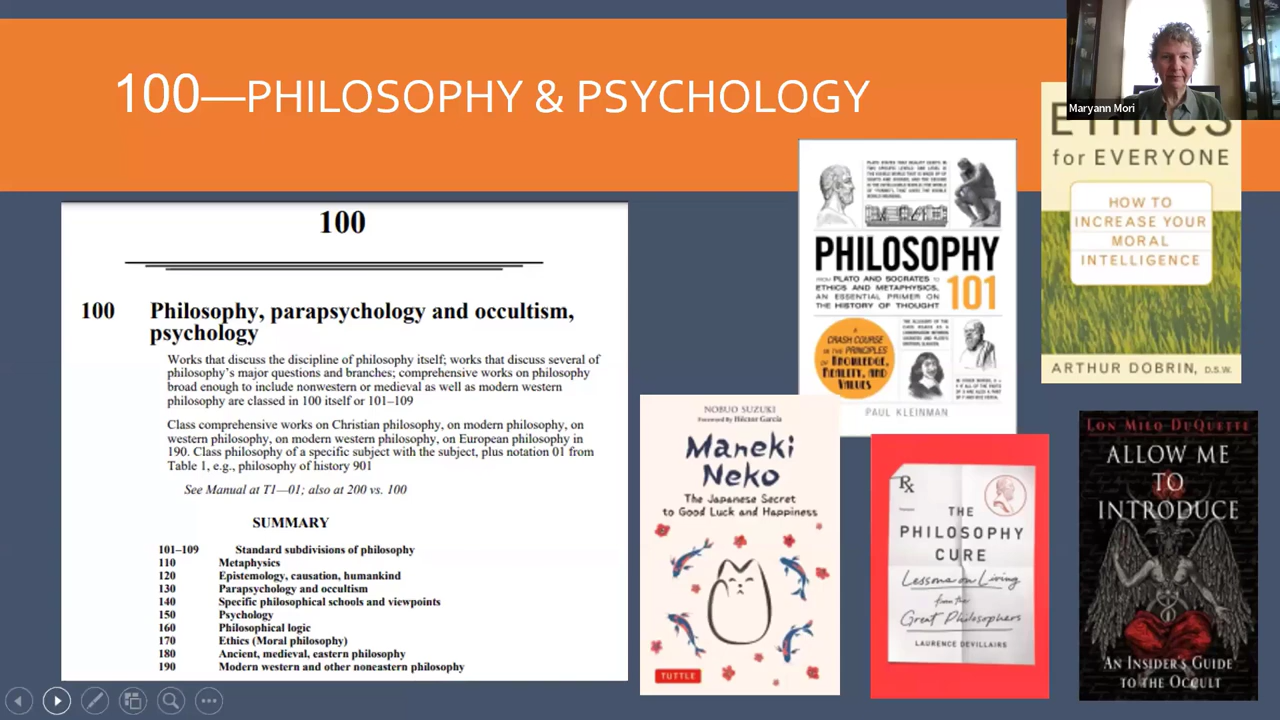 100—PHILOSOPHY & PSYCHOLOGY
Maryann Mori
100
100 Philosophy, parapsychology and occultism,
psychology
Works that discuss the discipline of philosophy itself; works that discuss several of
philosophy's major questions and branches; comprehensive works on philosophy
broad enough to include nonwestern or medieval as well as modern western
philosophy are classed in 100 itself or 101–109
Class comprehensive works on Christian philosophy, on modern philosophy, on
western philosophy, on modern western philosophy, on European philosophy in
190. Class philosophy of a specific subject with the subject, plus notation 01 from
Table 1, e.g., philosophy of history 901
See Manual at T1—01; also at 200 vs. 100
SUMMARY
101–109 Standard subdivisions of philosophy
110 Metaphysics
120 Epistemology, causation, humankind
130 Parapsychology and occultism
140 Specific philosophical schools and viewpoints
150 Psychology
160 Philosophical logic
170 Ethics (Moral philosophy)
180 Ancient, medieval, eastern philosophy
190 Modern western and other noneastern philosophy
PHILOSOPHY
101
FROM PLATO AND SOCRATES TO
ETHICS AND METAPHYSICS,
AN ESSENTIAL PRIMER ON
THE HISTORY OF THOUGHT
A
CRASH COURSE
IN THE PRINCIPLES
OF KNOWLEDGE,
REALITY, AND
VALUES
PAUL KLEINMAN
ETHICS
for EVERYONE
HOW TO
INCREASE YOUR
MORAL
INTELLIGENCE
ARTHUR DOBRIN, D.S.W.
NOBUO SUZUKI
Foreword By Héctor García
Maneki
Neko
The Japanese Secret
to Good Luck and Happiness
TUTTLE
Rx
THE
PHILOSOPHY
CURE
Lessons on Living
from the
Great Philosophers
LAURENCE DEVILLAIRS
LON MILO DUQUETTE
ALLOW ME
TO
INTRODUCE
AN INSIDER'S GUIDE
TO THE OCCULT